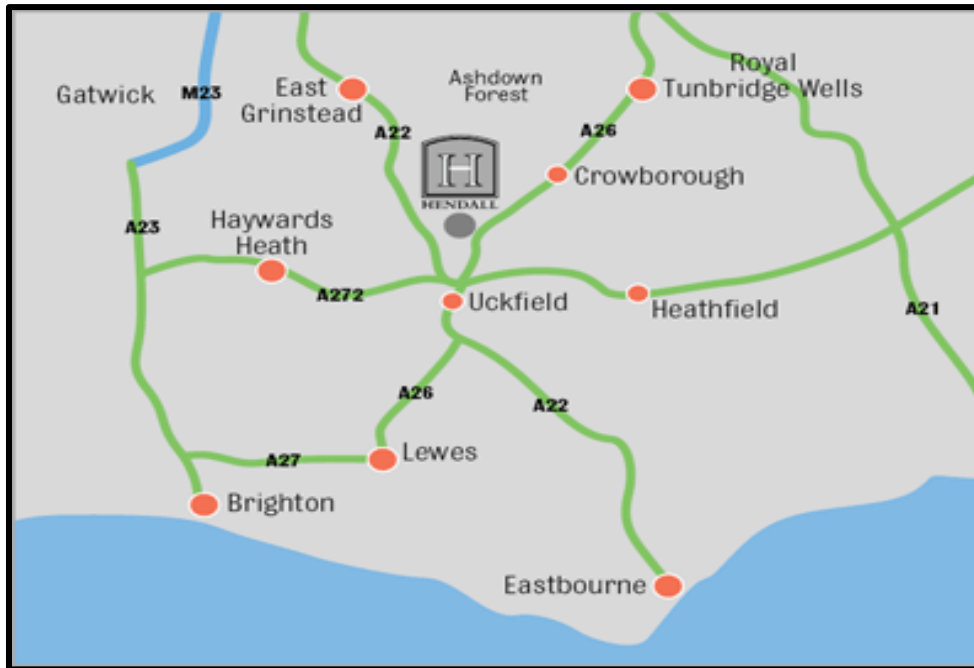 Gatwick
M23
East
Grinstead
A22
Ashdown
Forest
Royal
Tunbridge Wells
A26
Crowborough
H
HENDALL
A23
Haywards
Heath
A272
Uckfield
Heathfield
A21
A26
A22
A27
Lewes
Brighton
Eastbourne